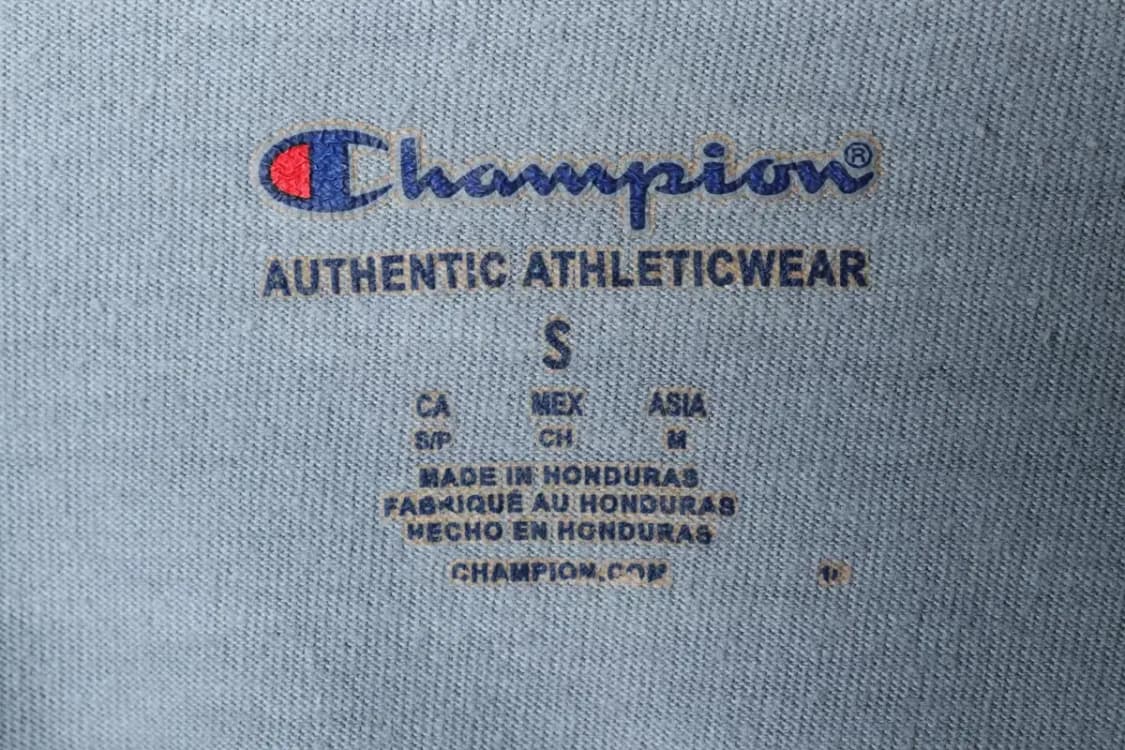 Champion®
AUTHENTIC ATHLETICWEAR
S
CA MEX ASIA
S/P CH M
MADE IN HONDURAS
FABRIQUÉ AU HONDURAS
HECHO EN HONDURAS
CHAMPION.COM